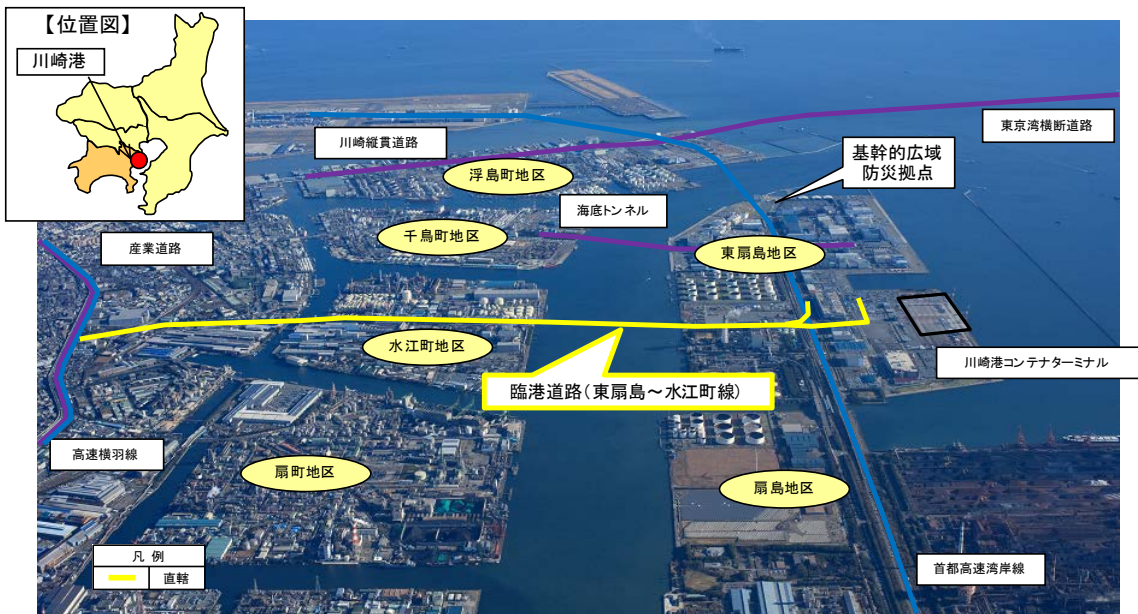 【位置図】
川崎港
川崎縦貫道路
東京湾横断道路
基幹的広域
防災拠点
浮島町地区
海底トンネル
産業道路
千鳥町地区
東扇島地区
水江町地区
川崎港コンテナターミナル
臨港道路(東扇島~水江町線)
高速横羽線
扇町地区
扇島地区
凡例
直轄
首都高速湾岸線